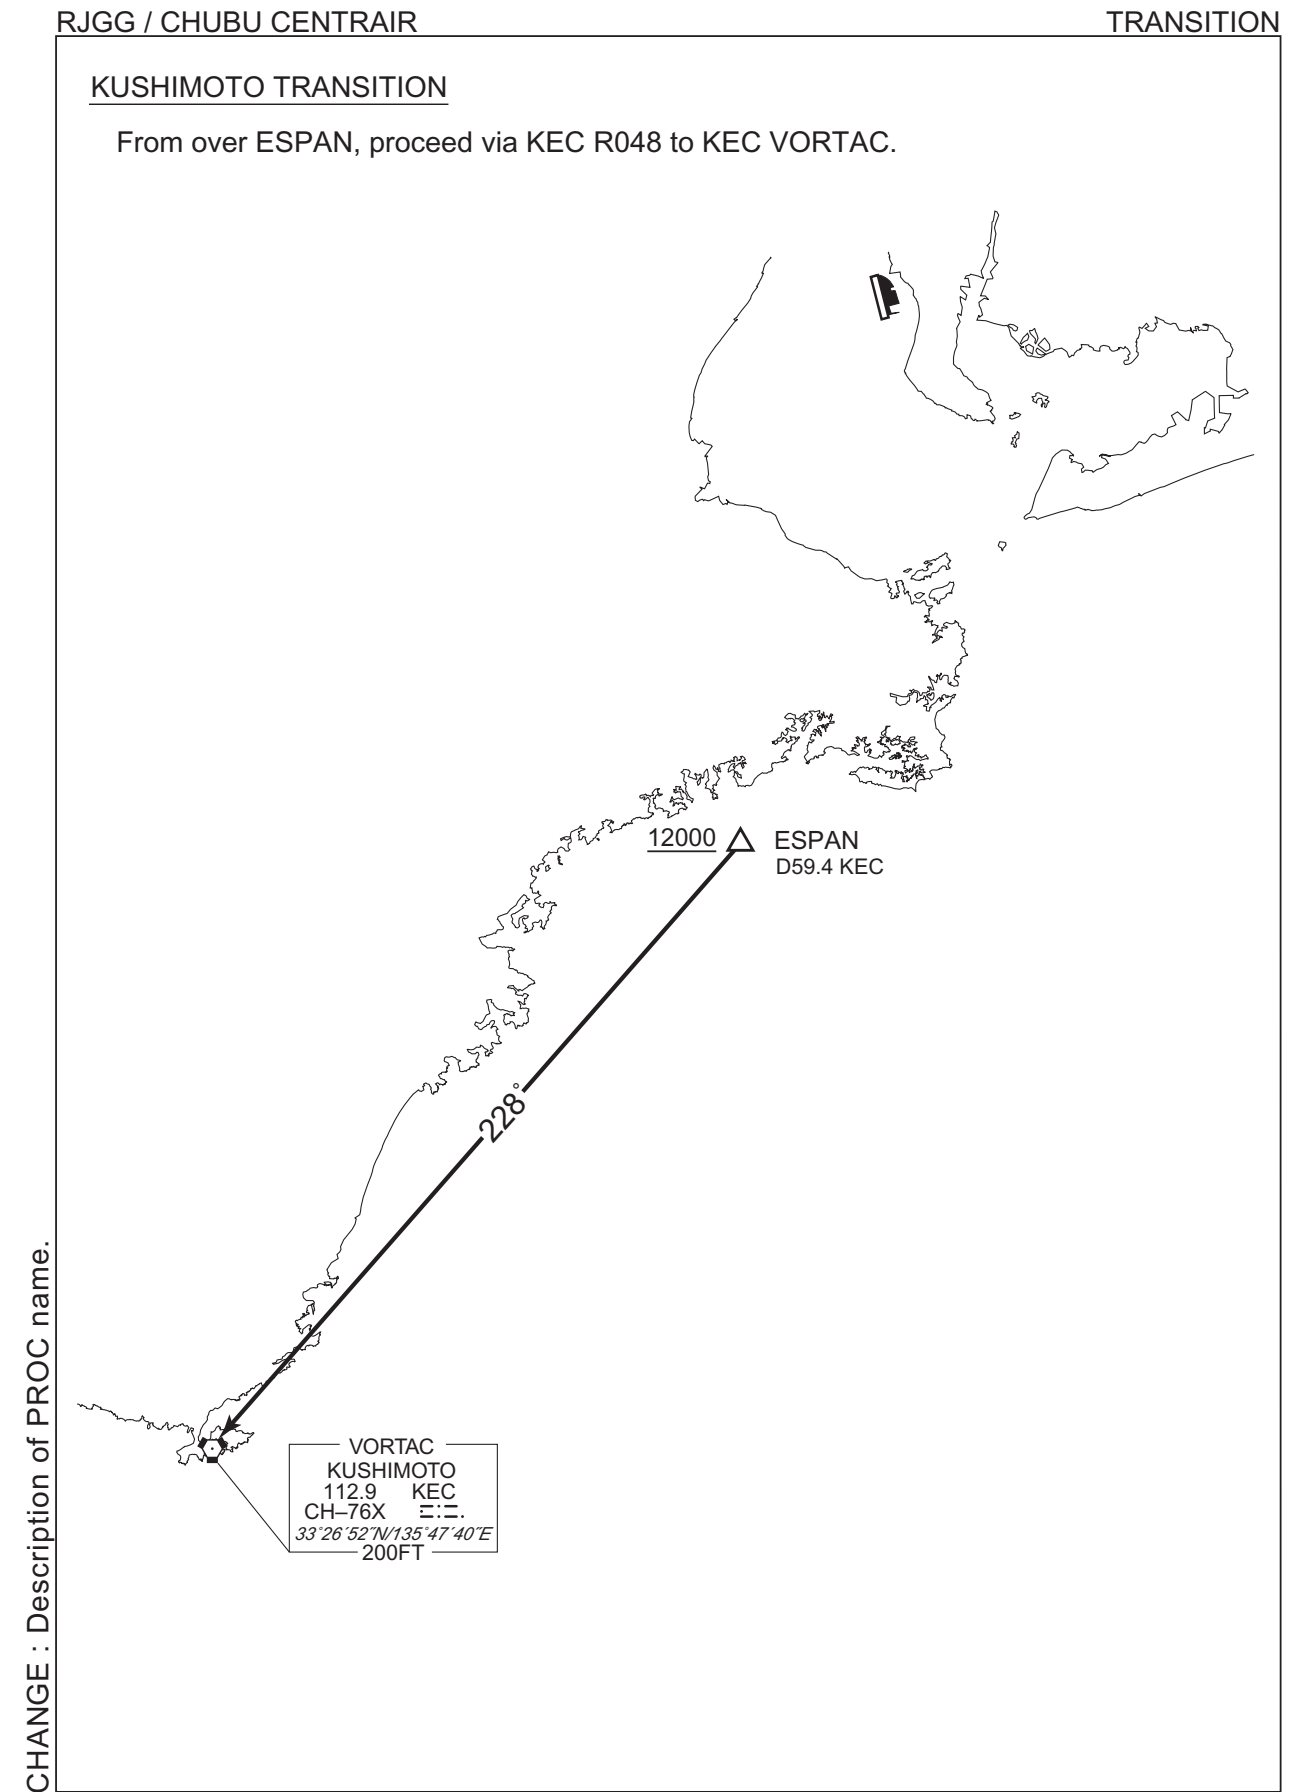 RJGG / CHUBU CENTRAIR
TRANSITION
KUSHIMOTO TRANSITION
From over ESPAN, proceed via KEC R048 to KEC VORTAC.
12000
ESPAN
D59.4 KEC
228°
VORTAC
KUSHIMOTO
112.9 KEC
CH–76X
33°26´52˝N/135°47´40˝E
200FT
CHANGE : Description of PROC name.